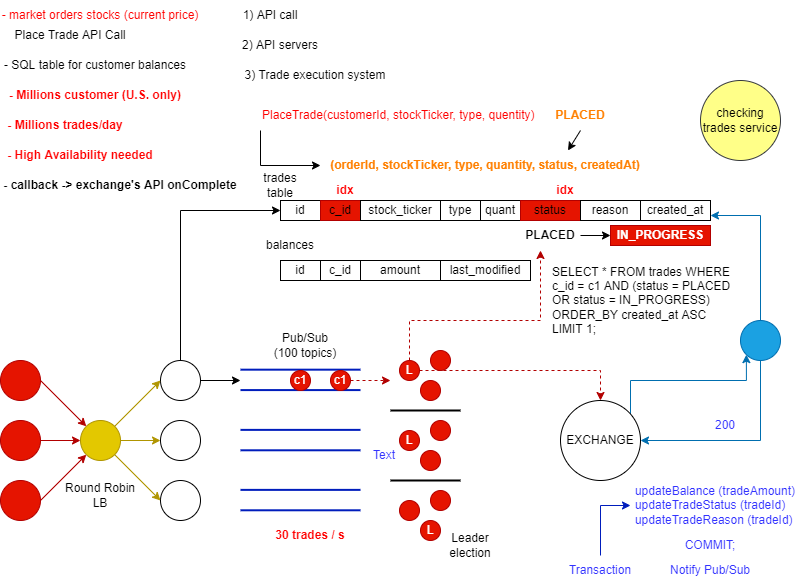 - market orders stocks (current price)
Place Trade API Call
- SQL table for customer balances
- Millions customer (U.S. only)
- Millions trades/day
- High Availability needed
- callback -> exchange's API onComplete
1) API call
2) API servers
3) Trade execution system
PlaceTrade(customerId, stockTicker, type, quentity)
PLACED
(orderId, stockTicker, type, quantity, status, createdAt)
checking
trades service
trades
table
idx
idx
id
c_id
stock_ticker
type
quant
status
reason
created_at
PLACED
IN_PROGRESS
balances
id
c_id
amount
last_modified
SELECT * FROM trades WHERE
c_id = c1 AND (status = PLACED
OR status = IN_PROGRESS)
ORDER_BY created_at ASC
LIMIT 1;
Pub/Sub
(100 topics)
c1
c1
L
L
L
Text
EXCHANGE
200
Round Robin
LB
30 trades / s
Leader
election
updateBalance (tradeAmount)
updateTradeStatus (tradeId)
updateTradeReason (tradeId)
COMMIT;
Transaction
Notify Pub/Sub